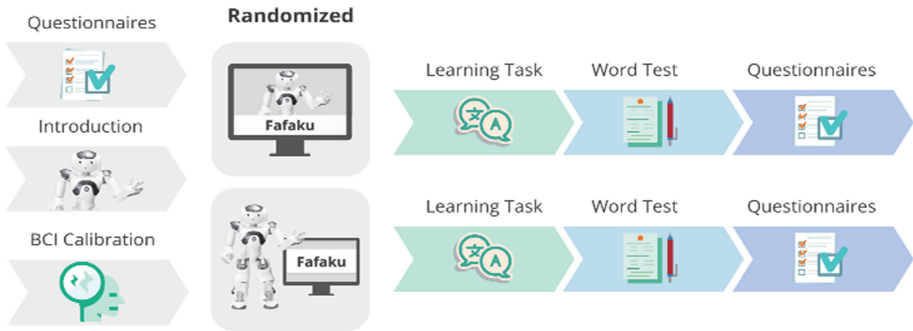 Questionnaires
Introduction
BCI Calibration
Randomized
Fafaku
Fafaku
Learning Task
Word Test
Questionnaires
A
Learning Task
Word Test
Questionnaires
A